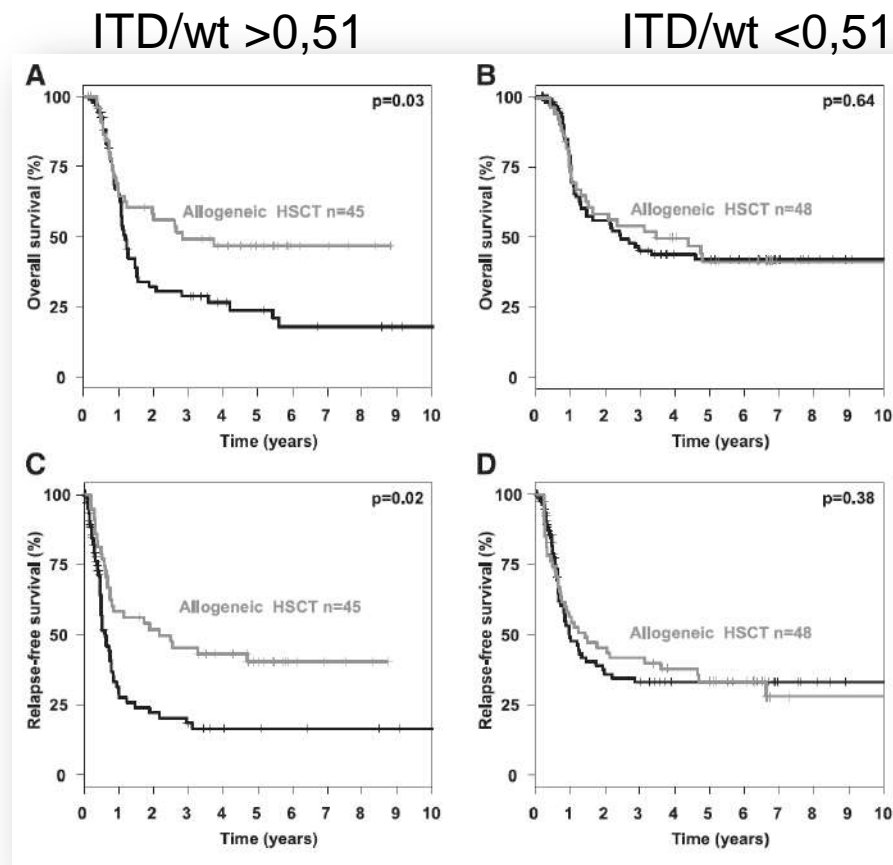 ITD/wt >0,51
ITD/wt <0,51
A
p=0.03
Overall survival (%)
100
75
50
25
0
Allogeneic HSCT n=45
0 1 2 3 4 5 6 7 8 9 10
Time (years)
B
p=0.64
Overall survival (%)
100
75
50
25
0
Allogeneic HSCT n=48
0 1 2 3 4 5 6 7 8 9 10
Time (years)
C
p=0.02
Relapse-free survival (%)
100
75
50
25
0
Allogeneic HSCT n=45
0 1 2 3 4 5 6 7 8 9 10
Time (years)
D
p=0.38
Relapse-free survival (%)
100
75
50
25
0
Allogeneic HSCT n=48
0 1 2 3 4 5 6 7 8 9 10
Time (years)